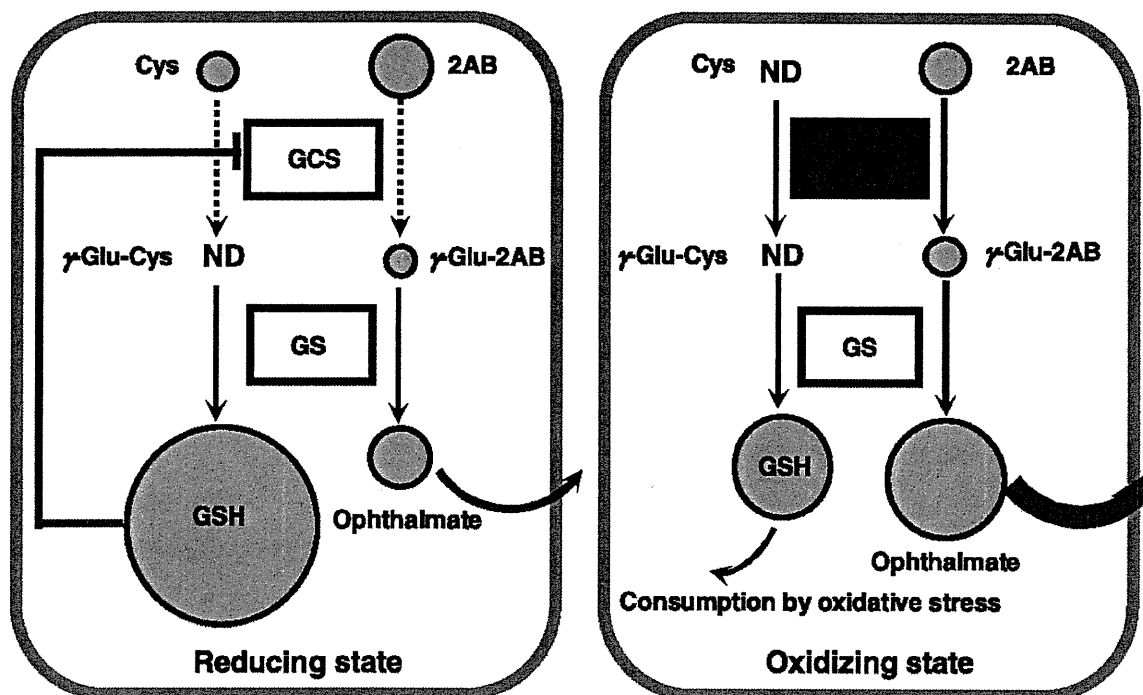 Cys
2AB
GCS
γ-Glu-Cys ND
γ-Glu-2AB
GS
GSH
Ophthalmate
Reducing state
Cys ND
2AB
γ-Glu-Cys ND
γ-Glu-2AB
GS
GSH
Ophthalmate
Consumption by oxidative stress
Oxidizing state